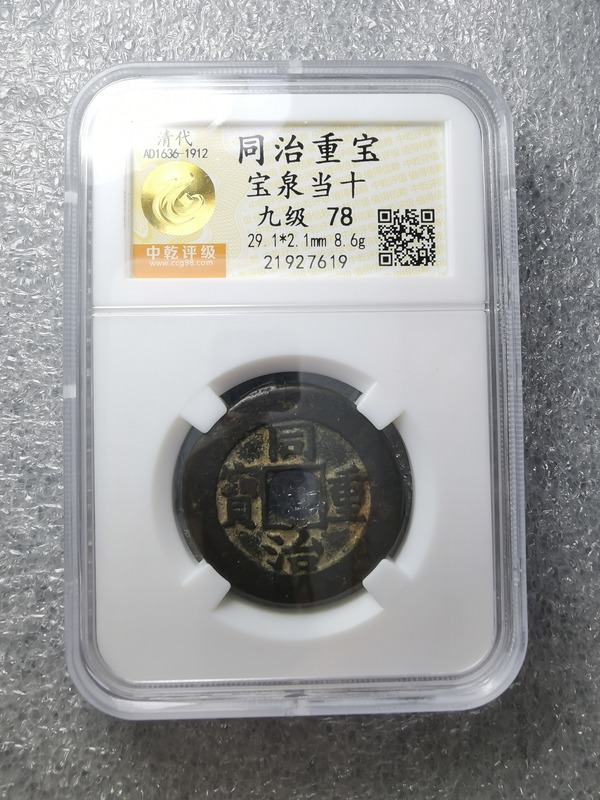 清代
AD1636-1912
同治重宝
宝泉当十
九级 78
29.1*2.1mm 8.6g
21927619
中乾评级
www.ccg98.com
同
寳 重
治